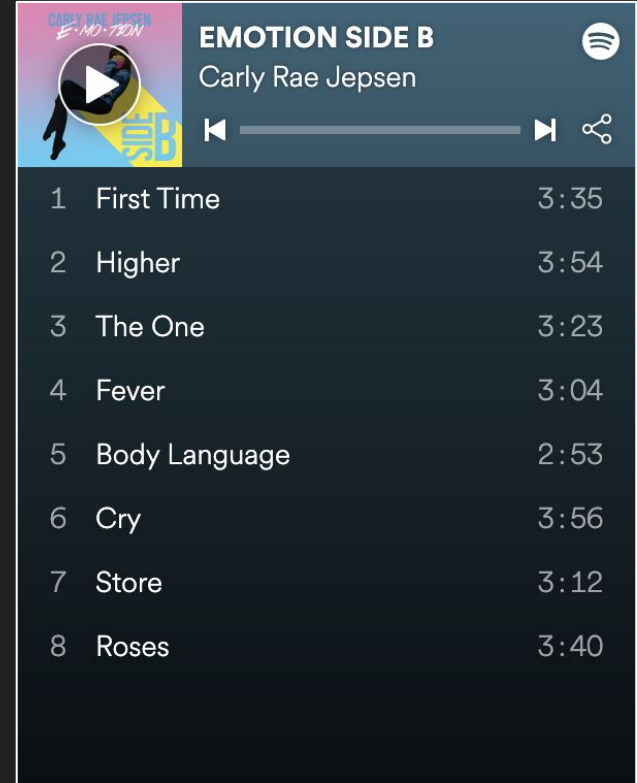 CARLY RAE JEPSEN
E•MO•TION
SIDE
B
EMOTION SIDE B
Carly Rae Jepsen
1 First Time 3:35
2 Higher 3:54
3 The One 3:23
4 Fever 3:04
5 Body Language 2:53
6 Cry 3:56
7 Store 3:12
8 Roses 3:40